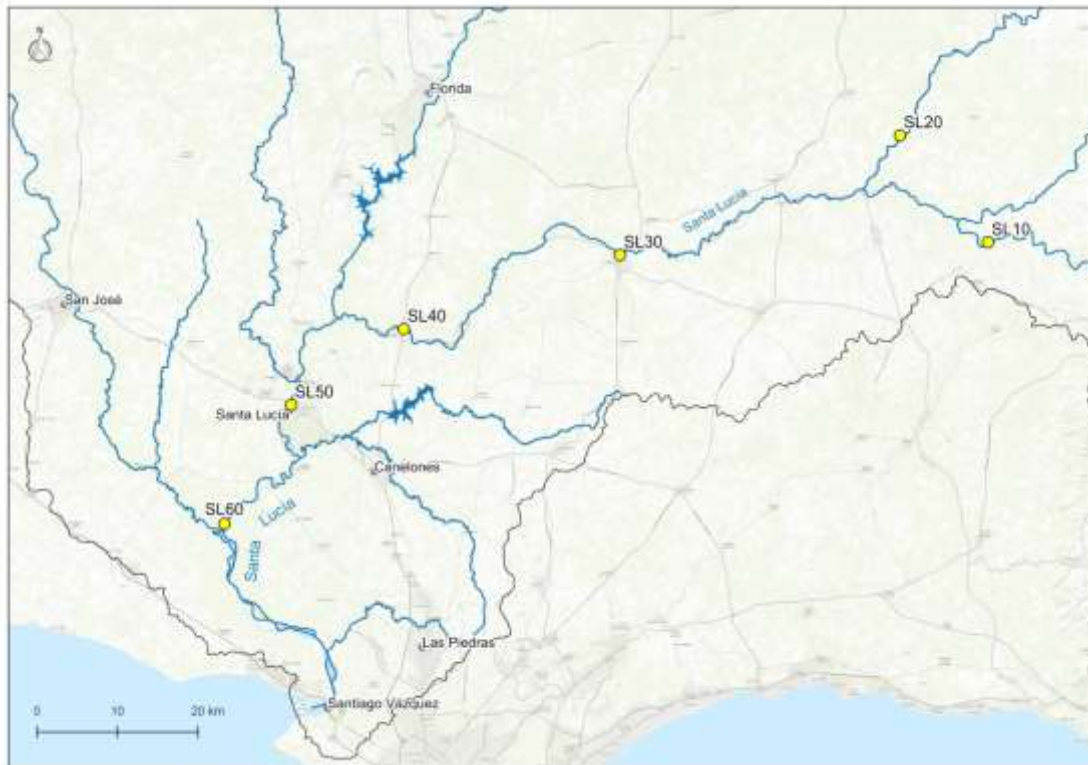 N
Florida
SL20
Santa Lucía
SL10
SL30
San José
SL40
SL50
Santa Lucía
Canelones
SL60
Santa Lucía
Las Piedras
0 10 20 km
Santiago Vázquez